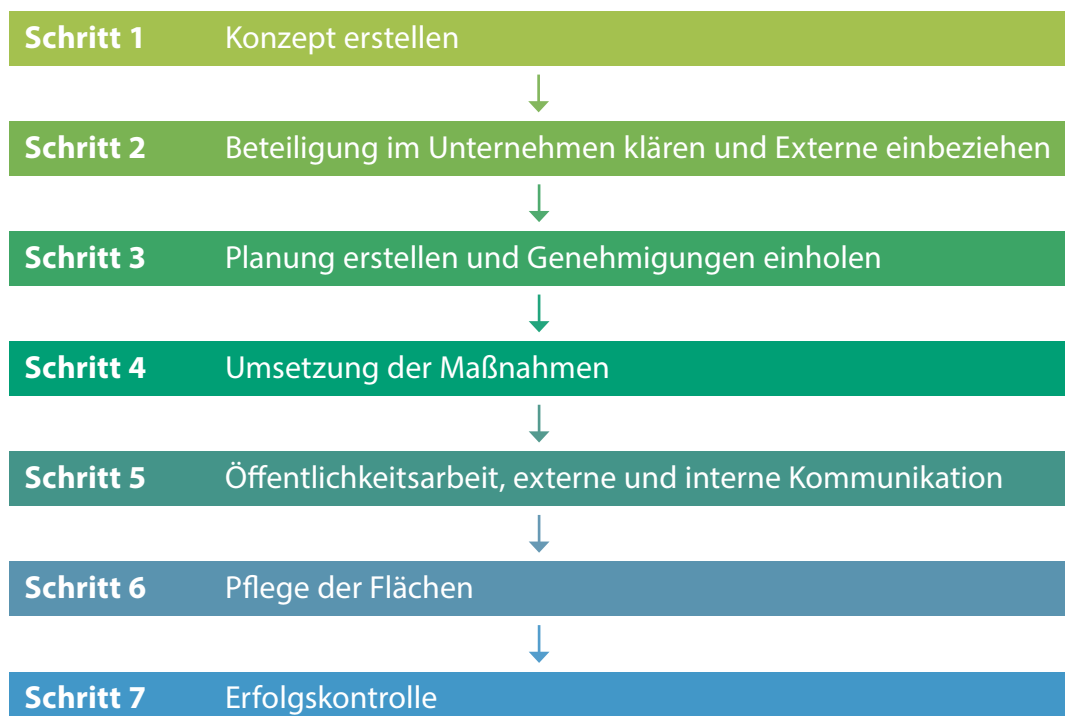 Schritt 1 Konzept erstellen
Schritt 2 Beteiligung im Unternehmen klären und Externe einbeziehen
Schritt 3 Planung erstellen und Genehmigungen einholen
Schritt 4 Umsetzung der Maßnahmen
Schritt 5 Öffentlichkeitsarbeit, externe und interne Kommunikation
Schritt 6 Pflege der Flächen
Schritt 7 Erfolgskontrolle